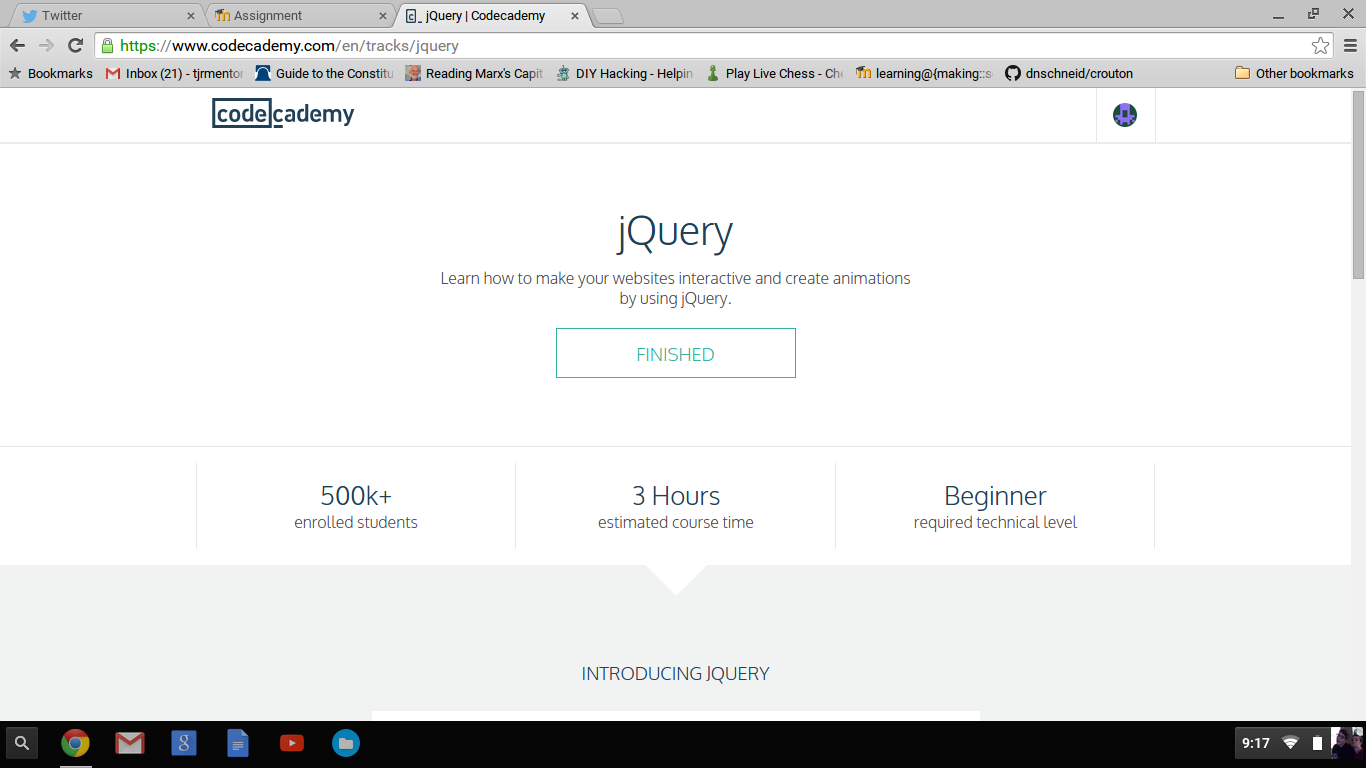 Twitter
Assignment
jQuery | Codecademy
https://www.codecademy.com/en/tracks/jquery
Bookmarks
Inbox (21) - tjrmentor
Guide to the Constitu
Reading Marx's Capit
DIY Hacking - Helpin
Play Live Chess - Ch
learning@{making::s
dnschneid/crouton
Other bookmarks
codecademy
jQuery
Learn how to make your websites interactive and create animations
by using jQuery.
FINISHED
500k+
enrolled students
3 Hours
estimated course time
Beginner
required technical level
INTRODUCING JQUERY
9:17